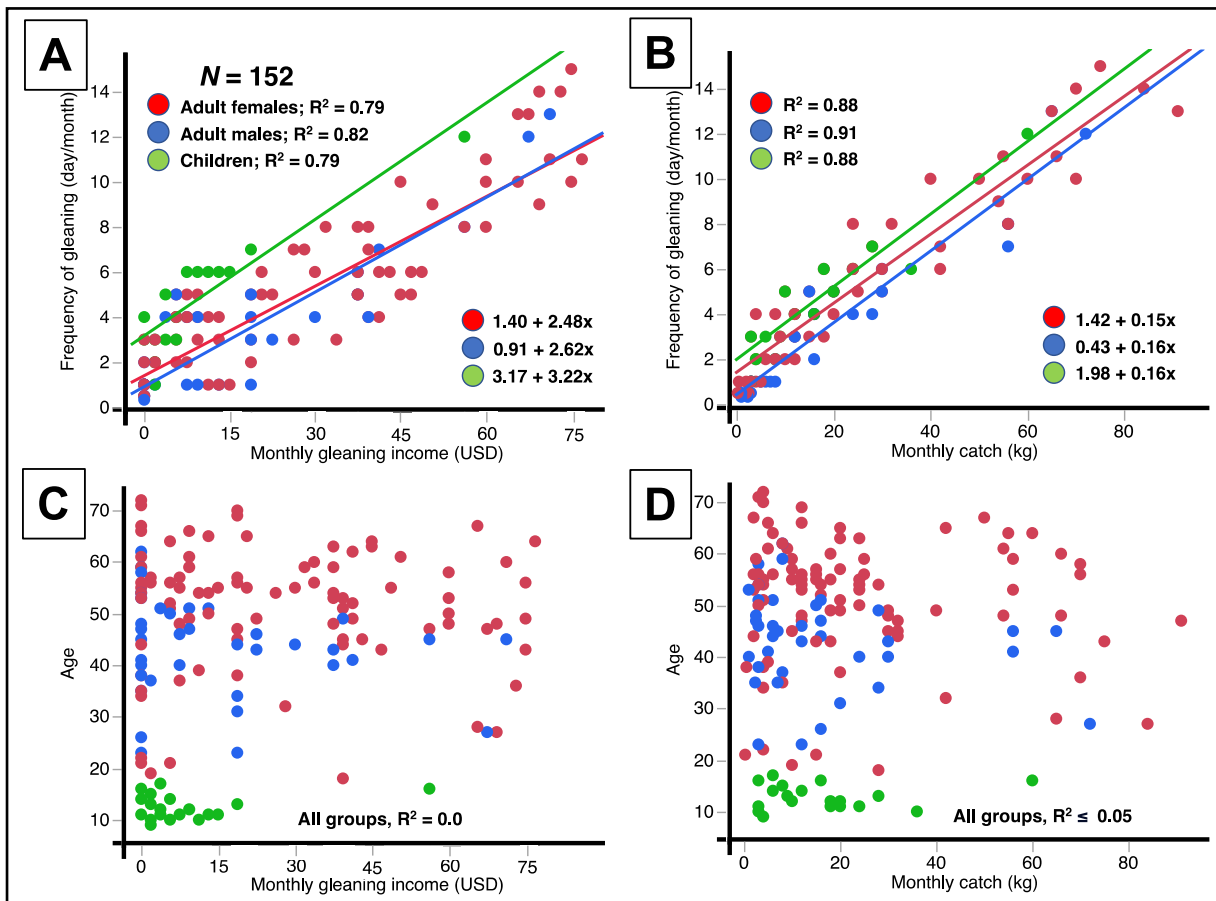 A
N = 152
Adult females; R² = 0.79
Adult males; R² = 0.82
Children; R² = 0.79
1.40 + 2.48x
0.91 + 2.62x
3.17 + 3.22x
Frequency of gleaning (day/month)
14
12
10
8
6
4
2
0
0 15 30 45 60 75
Monthly gleaning income (USD)
B
R² = 0.88
R² = 0.91
R² = 0.88
1.42 + 0.15x
0.43 + 0.16x
1.98 + 0.16x
Frequency of gleaning (day/month)
14
12
10
8
6
4
2
0
0 20 40 60 80
Monthly catch (kg)
C
Age
70
60
50
40
30
20
10
All groups, R² = 0.0
0 15 30 45 60 75
Monthly gleaning income (USD)
D
Age
70
60
50
40
30
20
10
All groups, R² ≤ 0.05
0 20 40 60 80
Monthly catch (kg)